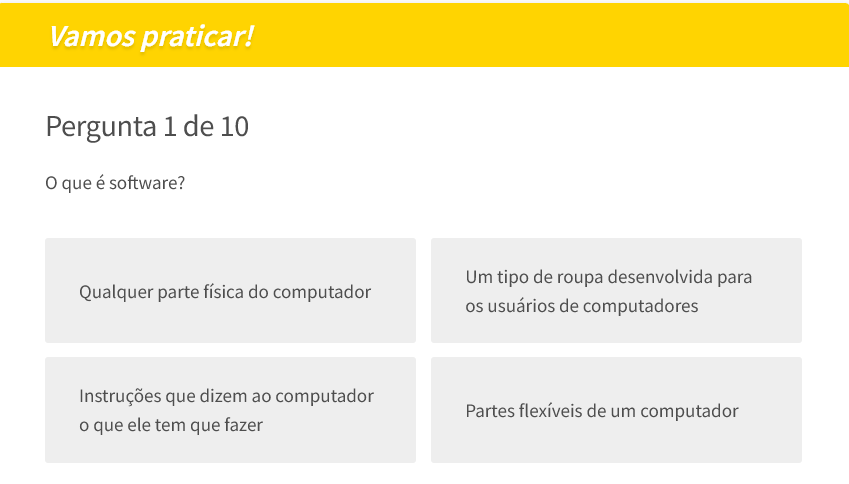 Vamos praticar!
Pergunta 1 de 10
O que é software?
Qualquer parte física do computador
Um tipo de roupa desenvolvida para
os usuários de computadores
Instruções que dizem ao computador
o que ele tem que fazer
Partes flexíveis de um computador